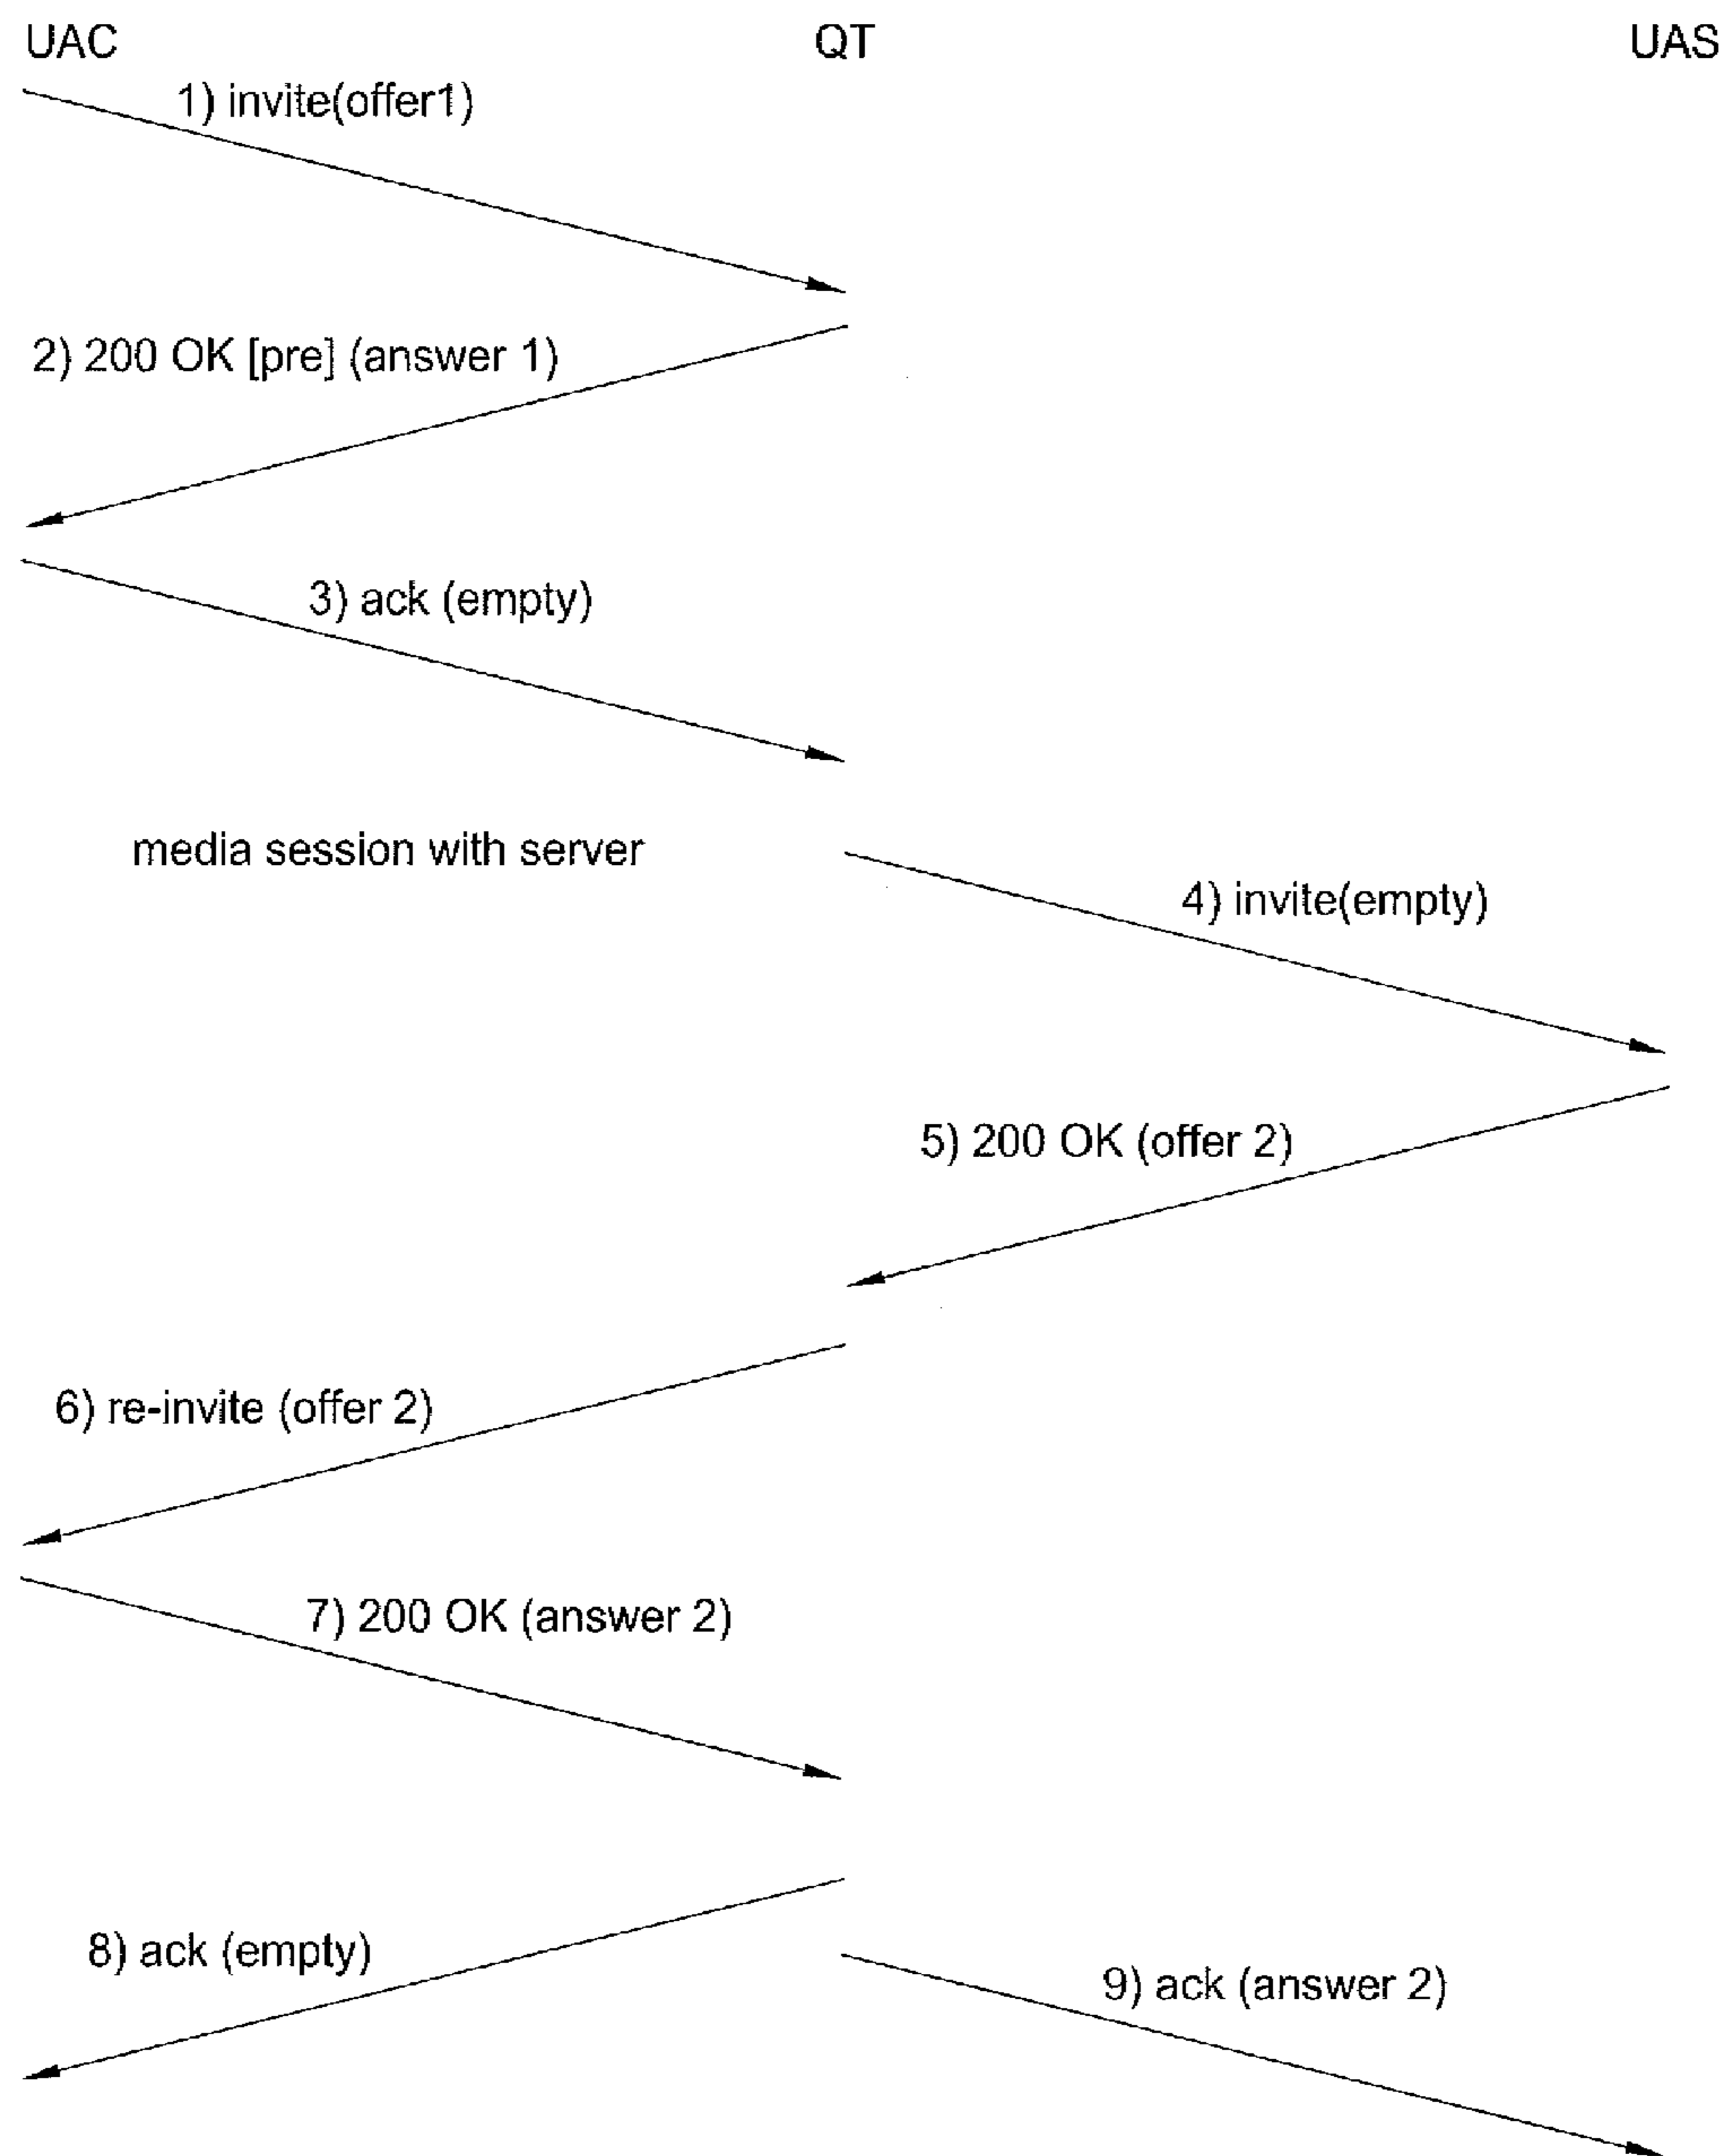 UAC QT UAS
1) invite(offer1)
2) 200 OK [pre] (answer 1)
3) ack (empty)
media session with server
4) invite(empty)
5) 200 OK (offer 2)
6) re-invite (offer 2)
7) 200 OK (answer 2)
8) ack (empty)
9) ack (answer 2)